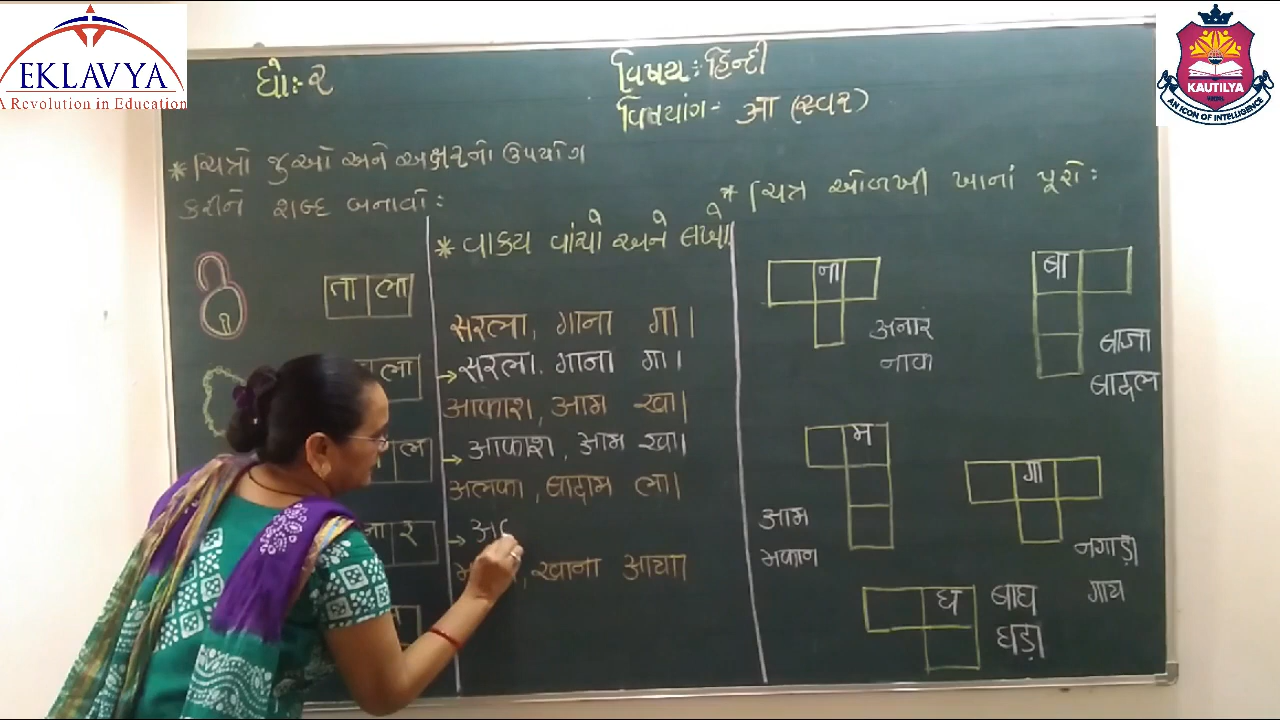 EKLAVYA
A Revolution in Education
KAUTILYA
AN ICON OF INTELLIGENCE
ધો:-૨
વિષય:-હિન્દી
વિષયાંગ- आ (સ્વર)
* ચિત્રો જુઓ અને અક્ષરનો ઉપયોગ
કરીને શબ્દ બનાવો:
ता ला
ला
ल
र
* વાક્ય વાંચો અને લખો
सरला, गाना गा।
→ सरला, गाना गा।
आकाश, आम खा।
→ आकाश, आम खा।
अलका, बादाम ला।
→ अ
, खाना आया।
* ચિત્ર ઓળખી ખાનાં પૂરો:
ना
अनार
नाव
बा
बाजा
बादल
म
आम
मकान
गा
नगाड़ा
गाय
घ
बाघ
घड़ा